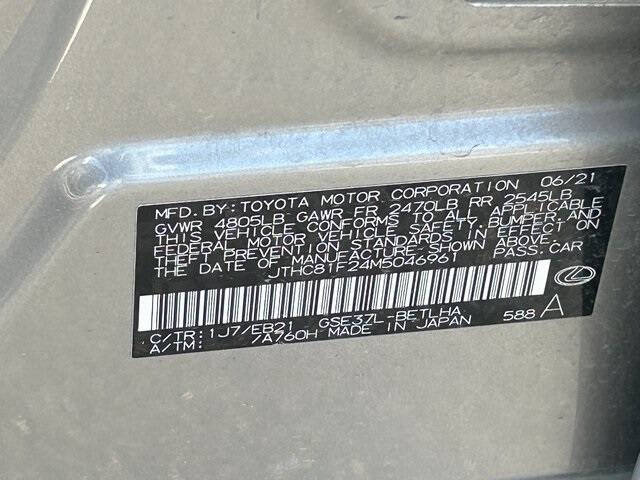 MFD.BY:TOYOTA MOTOR CORPORATION 06/21
GVWR 4805LB GAWR FR 2470LB RR 2545LB
THIS VEHICLE CONFORMS TO ALL APPLICABLE
FEDERAL MOTOR VEHICLE SAFETY,BUMPER,AND
THEFT PREVENTION STANDARDS IN EFFECT ON
THE DATE OF MANUFACTURE SHOWN ABOVE.
JTHC81F24M5046961 PASS.CAR
C/TR: 1J7/EB21 GSE37L-BETLHA
A/TM: /A760H MADE IN JAPAN 588 A